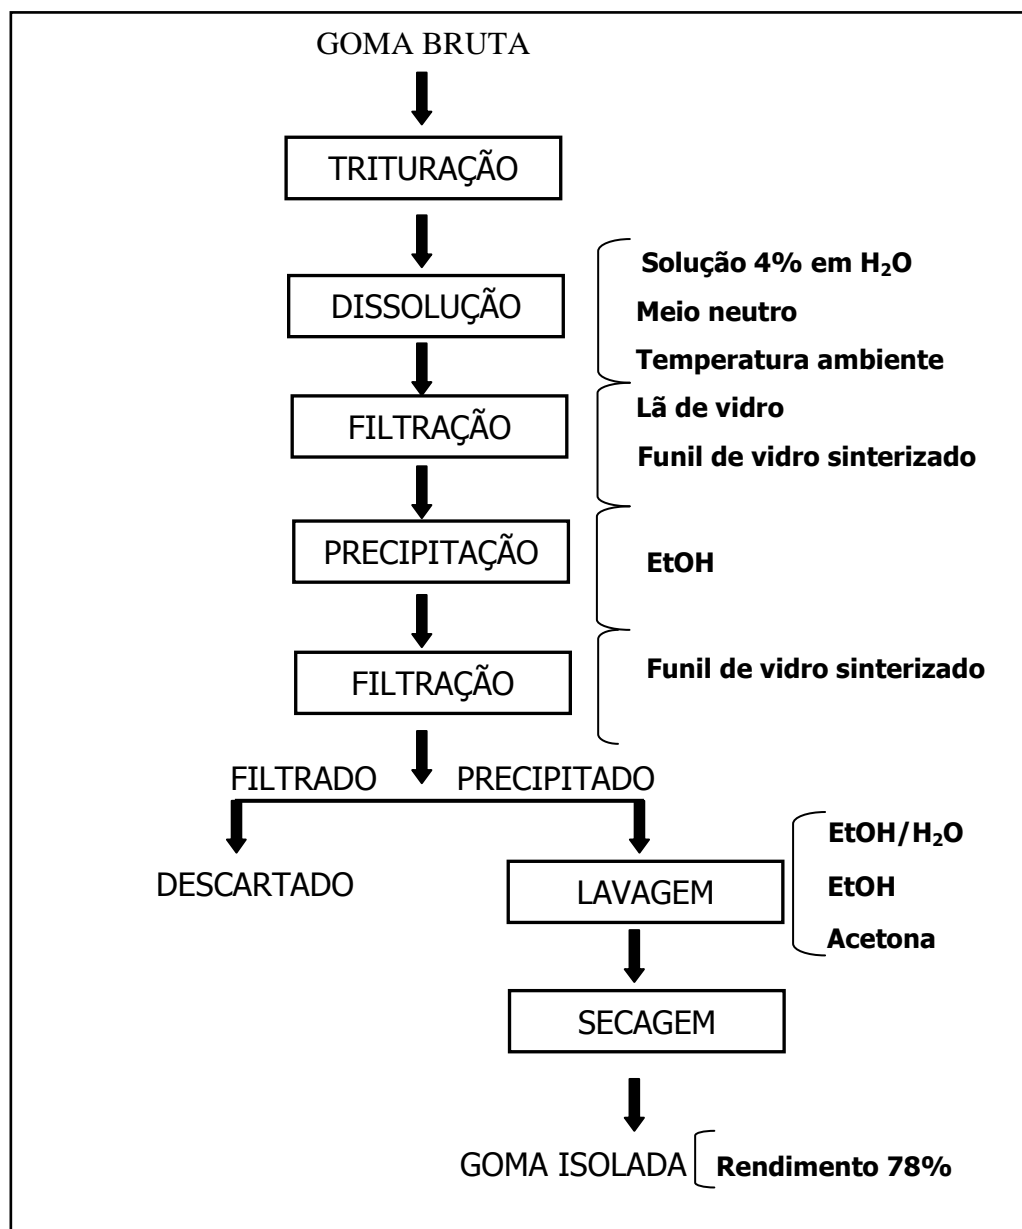 GOMA BRUTA
TRITURAÇÃO
DISSOLUÇÃO
Solução 4% em H₂O
Meio neutro
Temperatura ambiente
FILTRAÇÃO
Lã de vidro
Funil de vidro sinterizado
PRECIPITAÇÃO
EtOH
FILTRAÇÃO
Funil de vidro sinterizado
FILTRADO
PRECIPITADO
DESCARTADO
LAVAGEM
EtOH/H₂O
EtOH
Acetona
SECAGEM
GOMA ISOLADA
Rendimento 78%